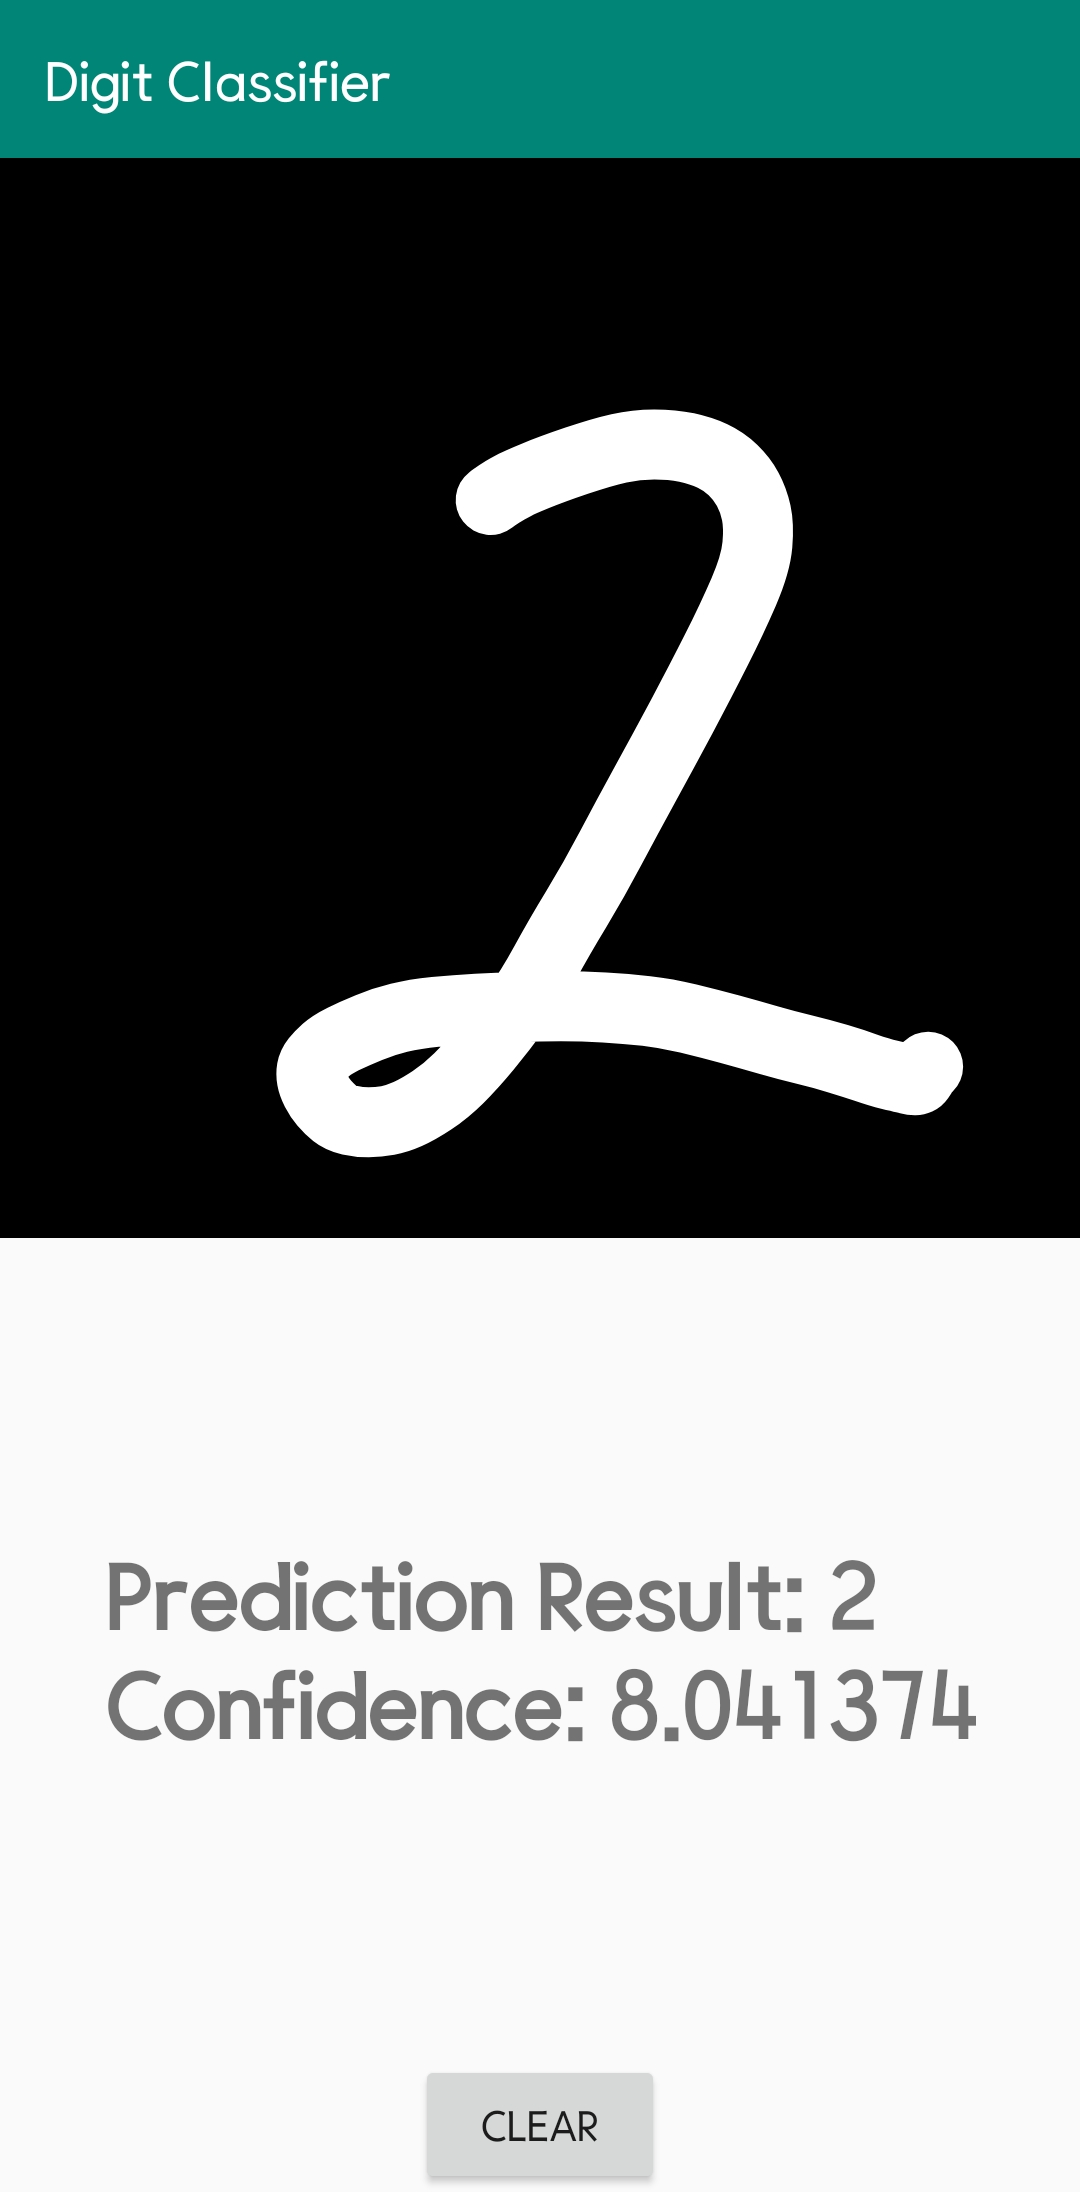 Digit Classifier
2
Prediction Result: 2
Confidence: 8.041374
CLEAR